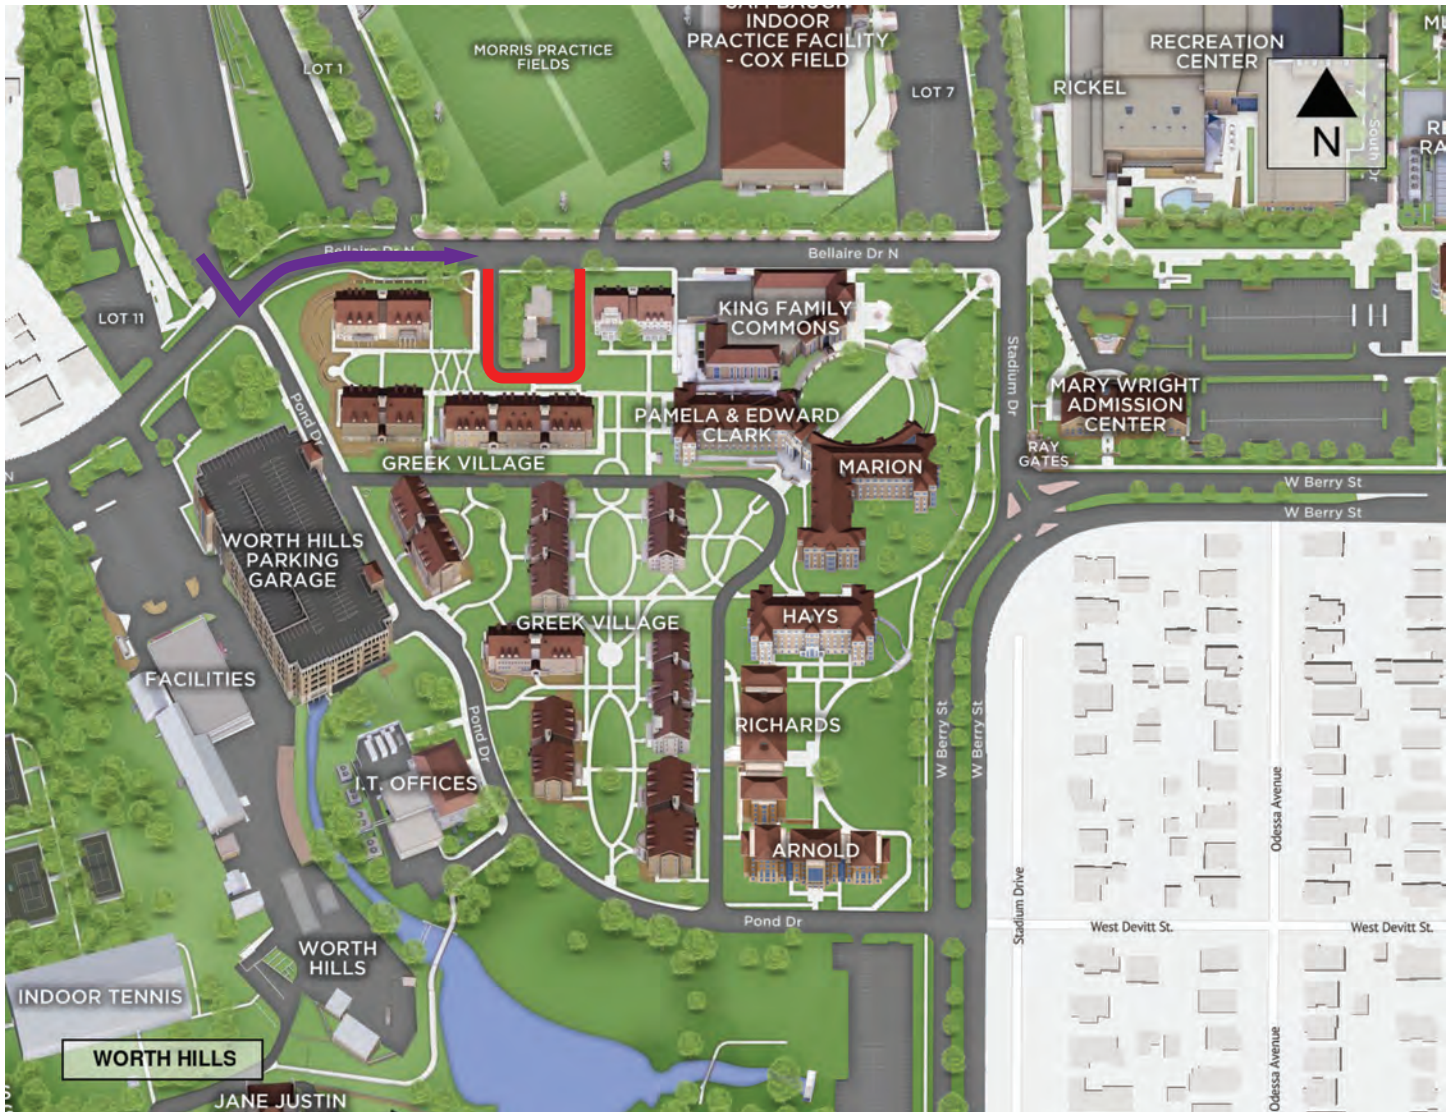 INDOOR
PRACTICE FACILITY
- COX FIELD
MORRIS PRACTICE
FIELDS
LOT 1
LOT 7
RECREATION
CENTER
RICKEL
N
South Dr
Bellaire Dr N
Bellaire Dr N
LOT 11
KING FAMILY
COMMONS
Stadium Dr
MARY WRIGHT
ADMISSION
CENTER
Pond Dr
PAMELA & EDWARD
CLARK
RAY
GATES
GREEK VILLAGE
MARION
W Berry St
W Berry St
WORTH HILLS
PARKING
GARAGE
HAYS
GREEK VILLAGE
FACILITIES
Pond Dr
RICHARDS
W Berry St
W Berry St
I.T. OFFICES
Odessa Avenue
ARNOLD
Stadium Drive
Pond Dr
West Devitt St.
West Devitt St.
WORTH
HILLS
INDOOR TENNIS
WORTH HILLS
Odessa Avenue
JANE JUSTIN